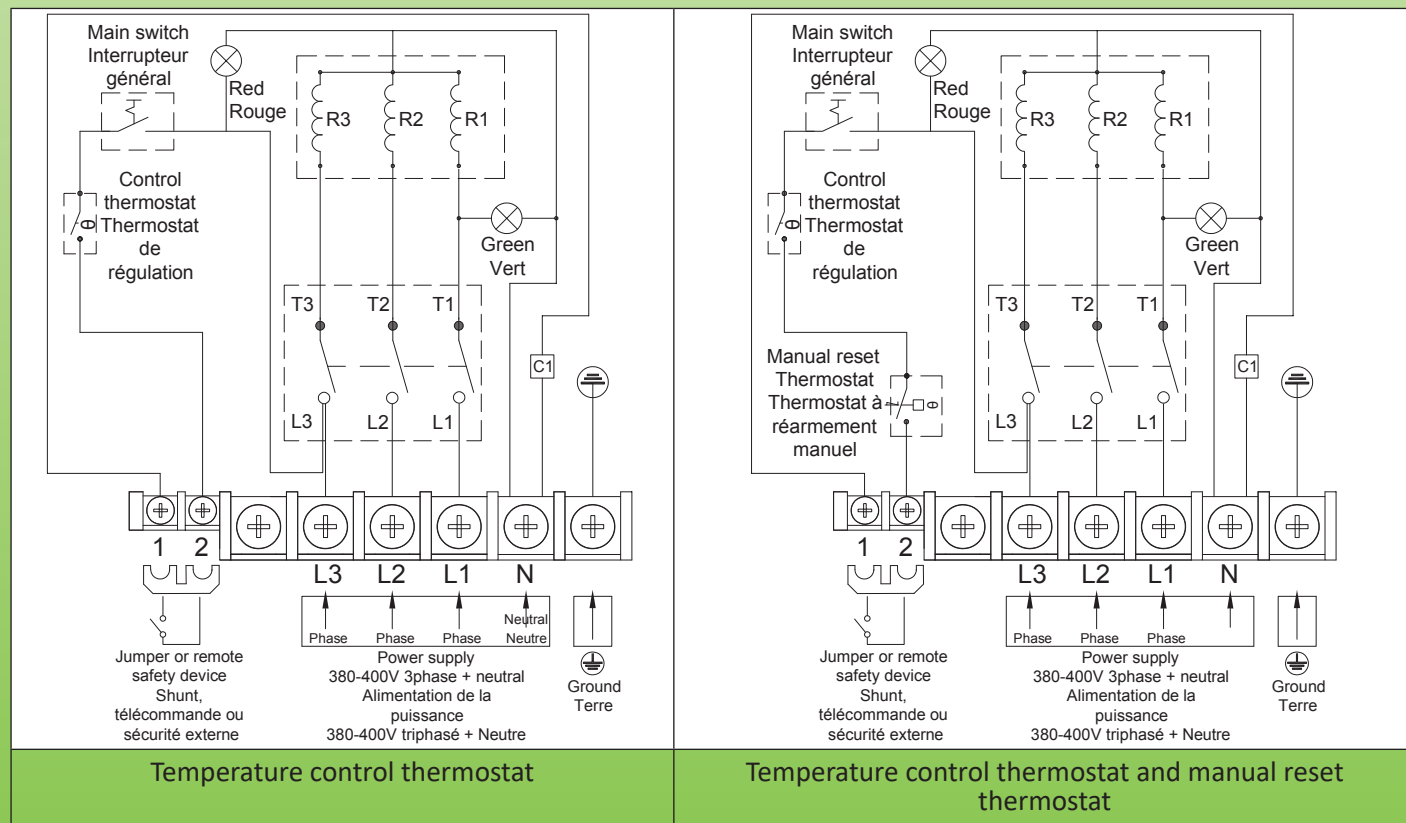 Main switch
Interrupteur
général
Red
Rouge
R3
R2
R1
Control
thermostat
Thermostat
de
régulation
θ
Green
Vert
T3
T2
T1
C1
L3
L2
L1
1
2
L3
L2
L1
N
Phase
Phase
Phase
Neutral
Neutre
Jumper or remote
safety device
Shunt,
télécommande ou
sécurité externe
Power supply
380-400V 3phase + neutral
Alimentation de la
puissance
380-400V triphasé + Neutre
Ground
Terre
Temperature control thermostat
Main switch
Interrupteur
général
Red
Rouge
R3
R2
R1
Control
thermostat
Thermostat
de
régulation
θ
Green
Vert
T3
T2
T1
Manual reset
Thermostat
Thermostat à
réarmement
manuel
θ
C1
L3
L2
L1
1
2
L3
L2
L1
N
Phase
Phase
Phase
Jumper or remote
safety device
Shunt,
télécommande ou
sécurité externe
Power supply
380-400V 3phase + neutral
Alimentation de la
puissance
380-400V triphasé + Neutre
Ground
Terre
Temperature control thermostat and manual reset
thermostat